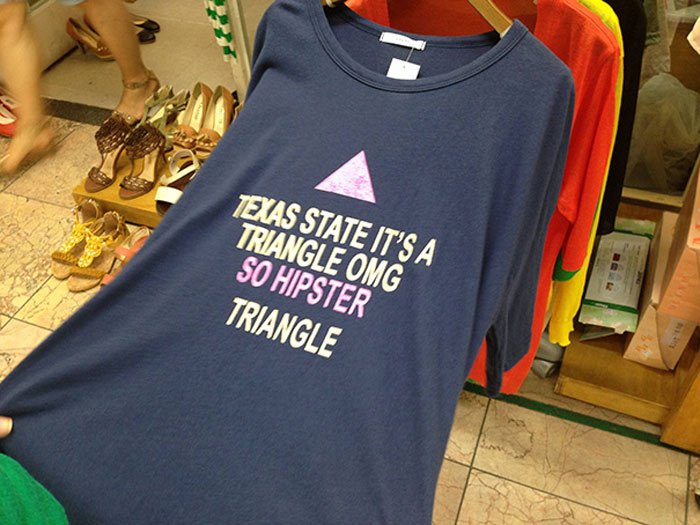 TEXAS STATE IT'S A
TRIANGLE OMG
SO HIPSTER
TRIANGLE